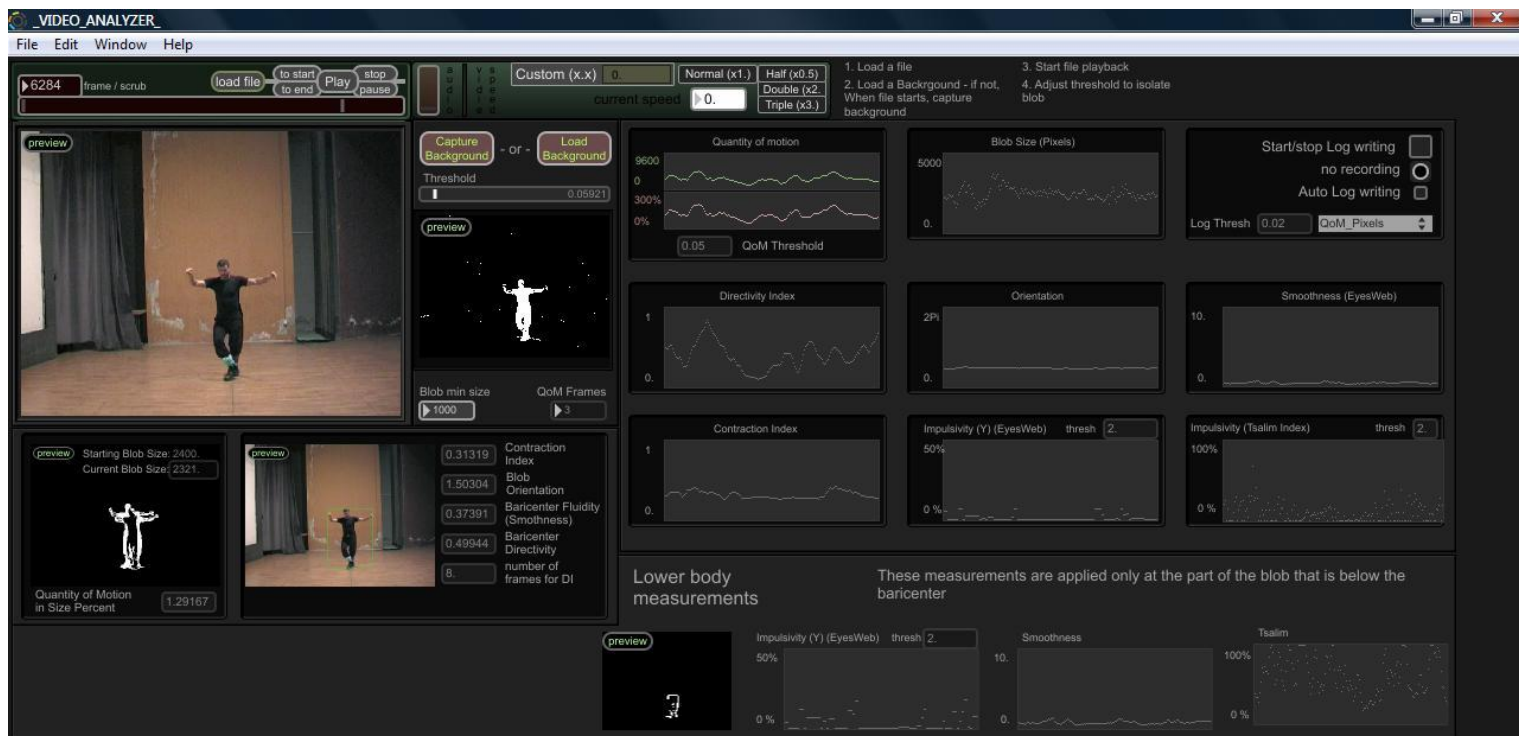 _VIDEO_ANALYZER_
File Edit Window Help
6284
frame / scrub
load file
to start
to end
Play
stop
pause
audio
video
speed
Custom (x.x)
0.
Normal (x1.)
Half (x0.5)
Double (x2.
Triple (x3.)
current speed
0.
1. Load a file
2. Load a Backrgound - if not,
When file starts, capture
background
3. Start file playback
4. Adjust threshold to isolate
blob
preview
Capture
Background
- or -
Load
Background
Threshold
0.05921
preview
Blob min size
1000
QoM Frames
3
Quantity of motion
9600
0
300%
0%
0.05
QoM Threshold
Blob Size (Pixels)
5000
0.
Start/stop Log writing
no recording
Auto Log writing
Log Thresh 0.02 QoM_Pixels
Directivity Index
1
0.
Orientation
2Pi
0.
Smoothness (EyesWeb)
10.
0.
Contraction Index
1
0.
Impulsivity (Y) (EyesWeb) thresh 2.
50%
0 %
Impulsivity (Tsalim Index) thresh 2.
100%
0 %
preview
Starting Blob Size: 2400.
Current Blob Size: 2321.
Quantity of Motion
in Size Percent
1.29167
preview
0.31319
Contraction
Index
1.50304
Blob
Orientation
0.37391
Baricenter Fluidity
(Smothness)
0.49944
Baricenter
Directivity
8.
number of
frames for DI
Lower body
measurements
These measurements are applied only at the part of the blob that is below the
baricenter
preview
Impulsivity (Y) (EyesWeb) thresh 2.
50%
0 %
Smoothness
10.
0.
Tsalim
100%
0 %